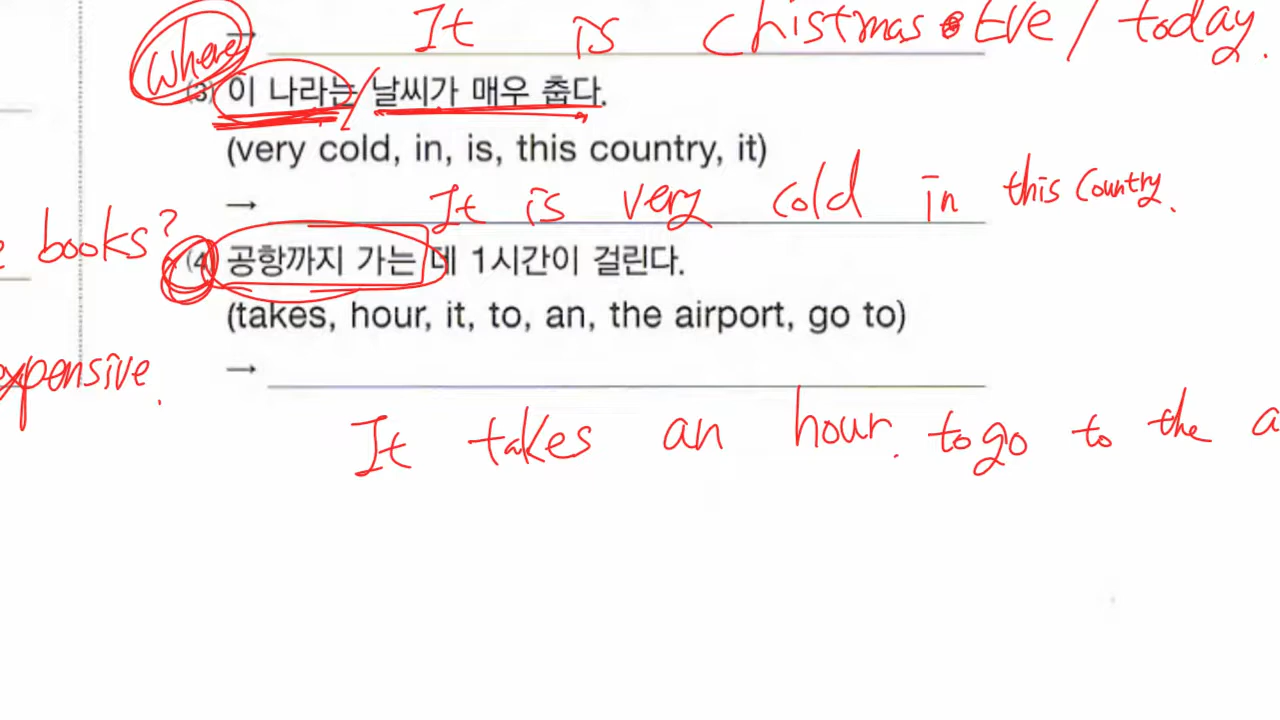 → It is Chistmas Eve / today.
where
(3) 이 나라는 / 날씨가 매우 춥다.
(very cold, in, is, this country, it)
→ It is very cold in this country.
books?
(4) 공항까지 가는 데 1시간이 걸린다.
(takes, hour, it, to, an, the airport, go to)
→
expensive.
It takes an hour. to go to the a